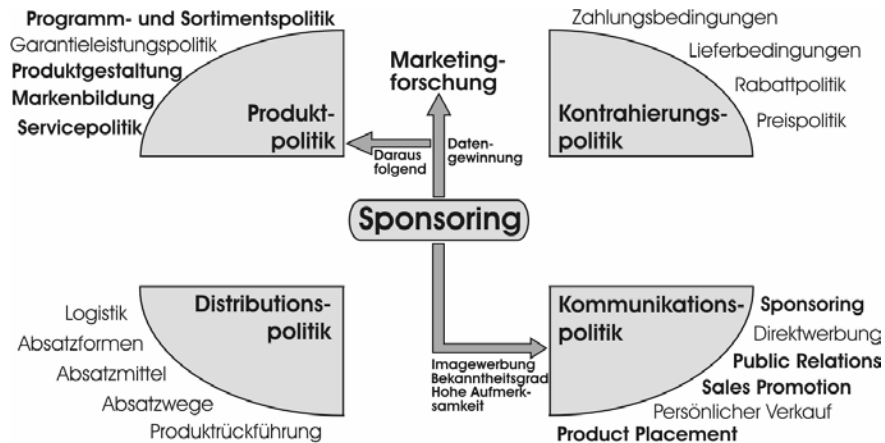 Programm- und Sortimentspolitik
Garantieleistungspolitik
Produktgestaltung
Markenbildung
Servicepolitik
Produkt-
politik
Marketing-
forschung
Daraus
folgend
Daten-
gewinnung
Zahlungsbedingungen
Lieferbedingungen
Rabattpolitik
Preispolitik
Kontrahierungs-
politik
Sponsoring
Distributions-
politik
Logistik
Absatzformen
Absatzmittel
Absatzwege
Produktrückführung
Imagewerbung
Bekanntheitsgrad
Hohe Aufmerk-
samkeit
Kommunikations-
politik
Sponsoring
Direktwerbung
Public Relations
Sales Promotion
Persönlicher Verkauf
Product Placement